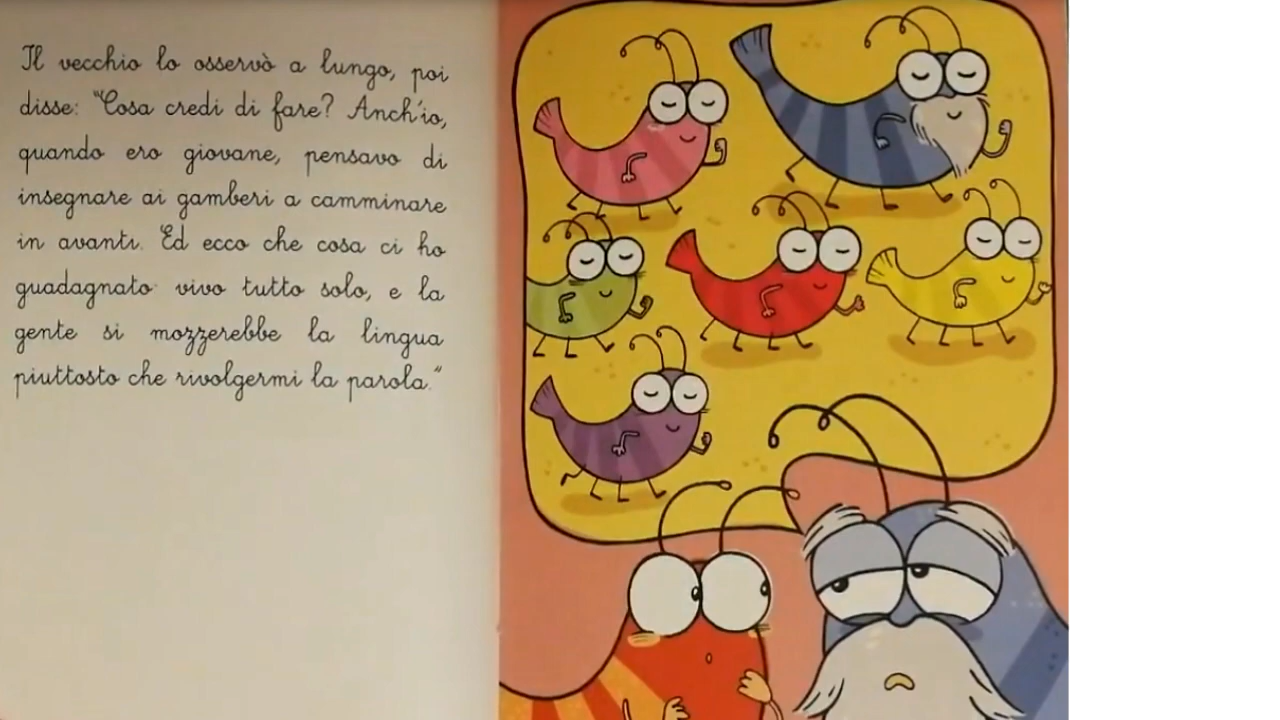 Il vecchio lo osservò a lungo, poi
disse: "Cosa credi di fare? Anch'io,
quando ero giovane, pensavo di
insegnare ai gamberi a camminare
in avanti. Ed ecco che cosa ci ho
guadagnato: vivo tutto solo, e la
gente si mozzerebbe la lingua
piuttosto che rivolgermi la parola."